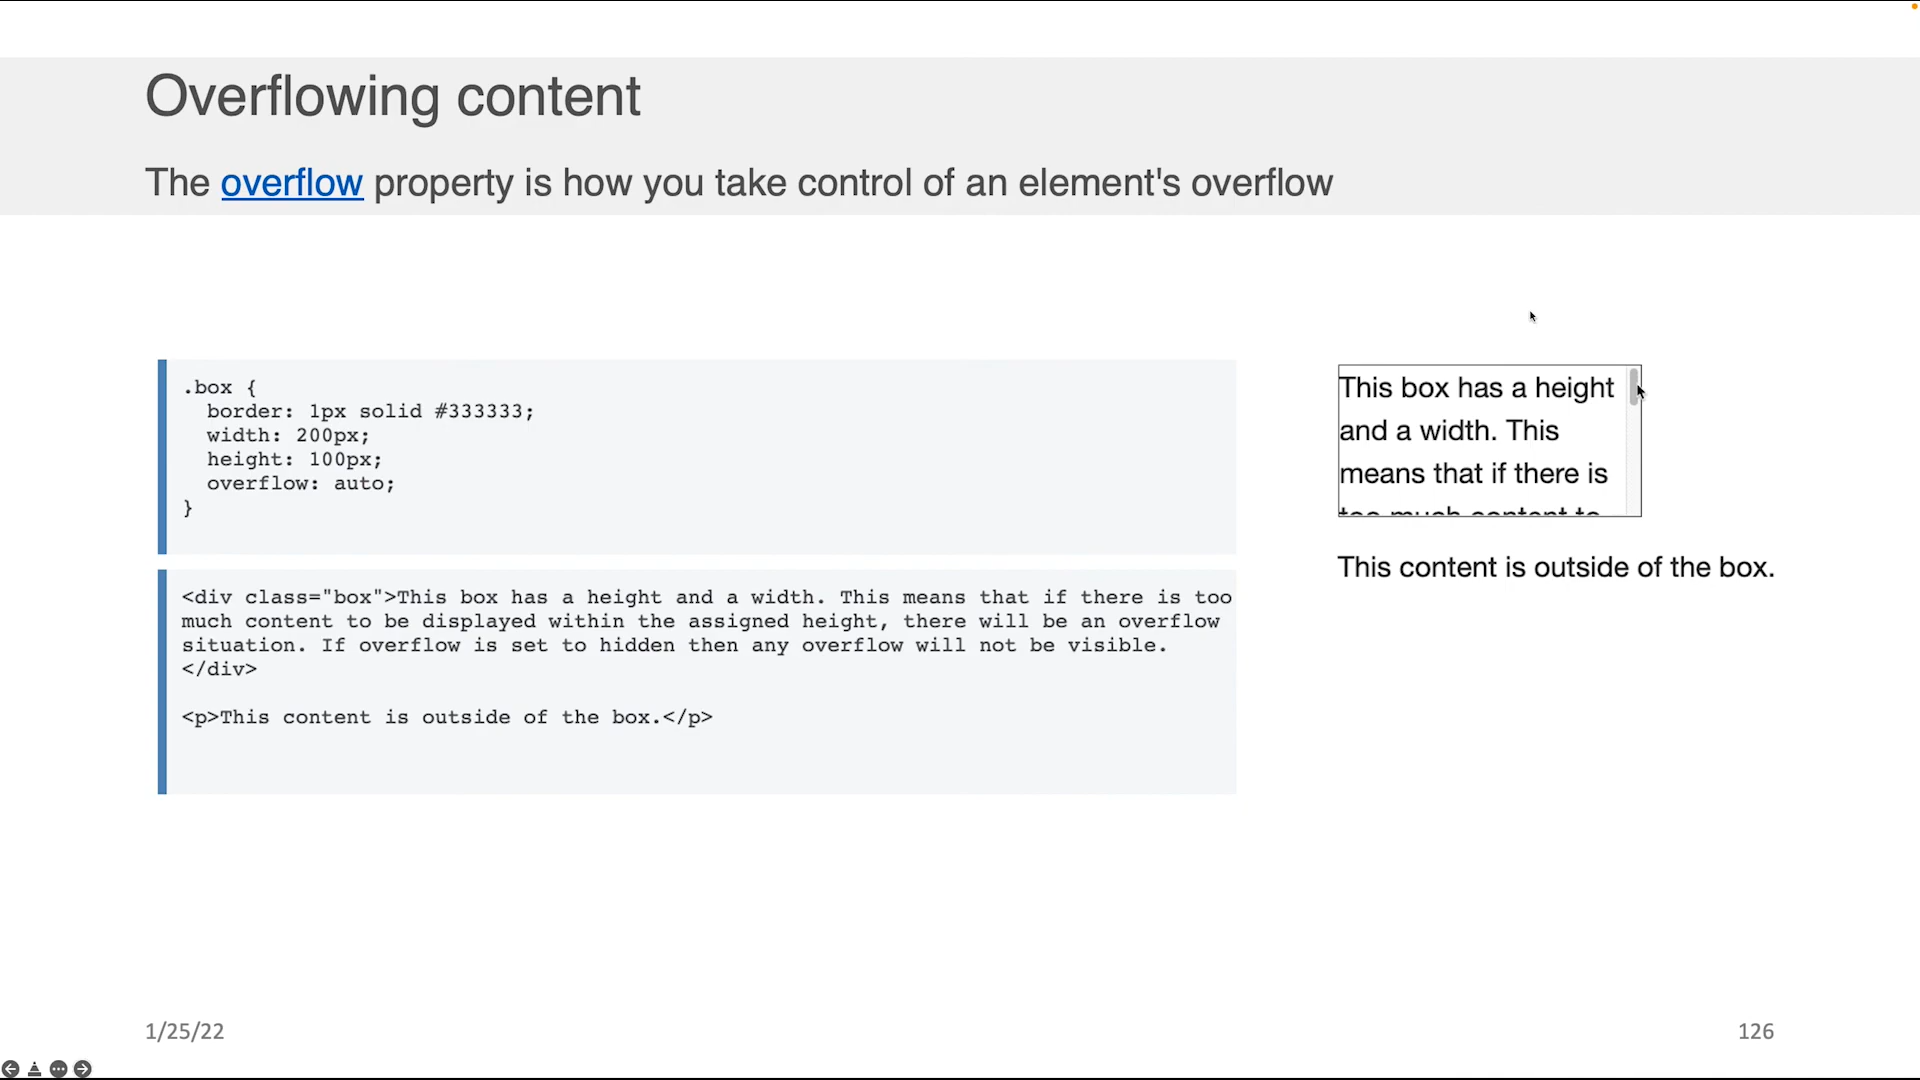 Overflowing content
The overflow property is how you take control of an element's overflow
.box {
  border: 1px solid #333333;
  width: 200px;
  height: 100px;
  overflow: auto;
}
<div class="box">This box has a height and a width. This means that if there is too
much content to be displayed within the assigned height, there will be an overflow
situation. If overflow is set to hidden then any overflow will not be visible.
</div>
<p>This content is outside of the box.</p>
This box has a height
and a width. This
means that if there is
too much content to
This content is outside of the box.
1/25/22
126